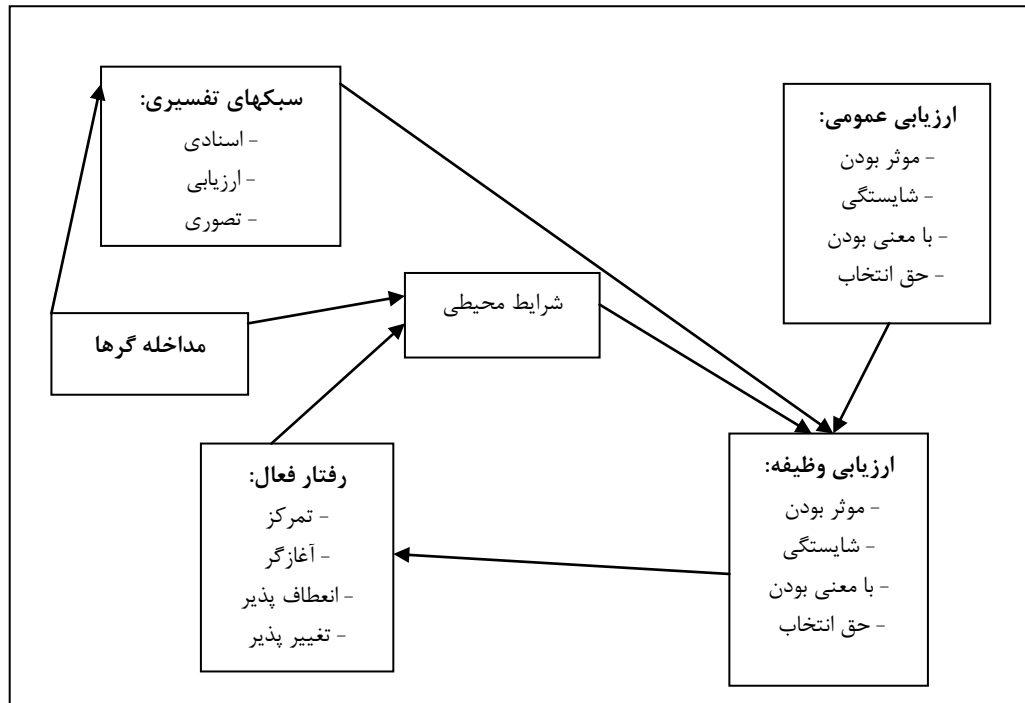 سبکهای تفسیری:
- اسنادی
- ارزیابی
- تصوری
ارزیابی عمومی:
- موثر بودن
- شایستگی
- با معنی بودن
- حق انتخاب
شرایط محیطی
مداخله گرها
رفتار فعال:
- تمرکز
- آغازگر
- انعطاف پذیر
- تغییر پذیر
ارزیابی وظیفه:
- موثر بودن
- شایستگی
- با معنی بودن
- حق انتخاب